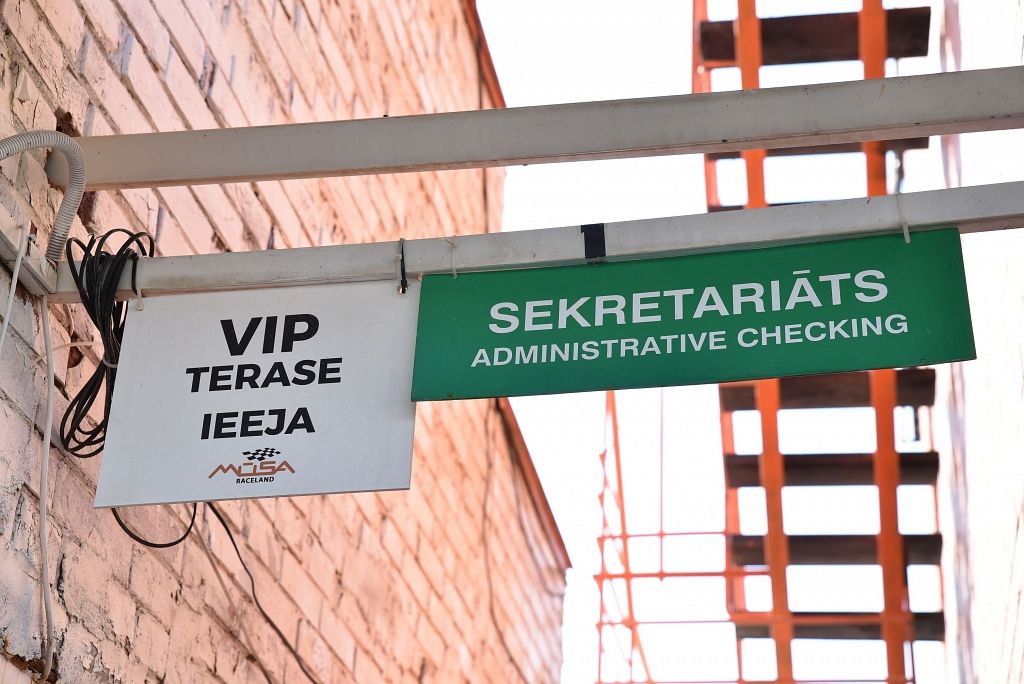 VIP
TERASE
IEEJA
MŪSA
RACELAND
SEKRETARIĀTS
ADMINISTRATIVE CHECKING